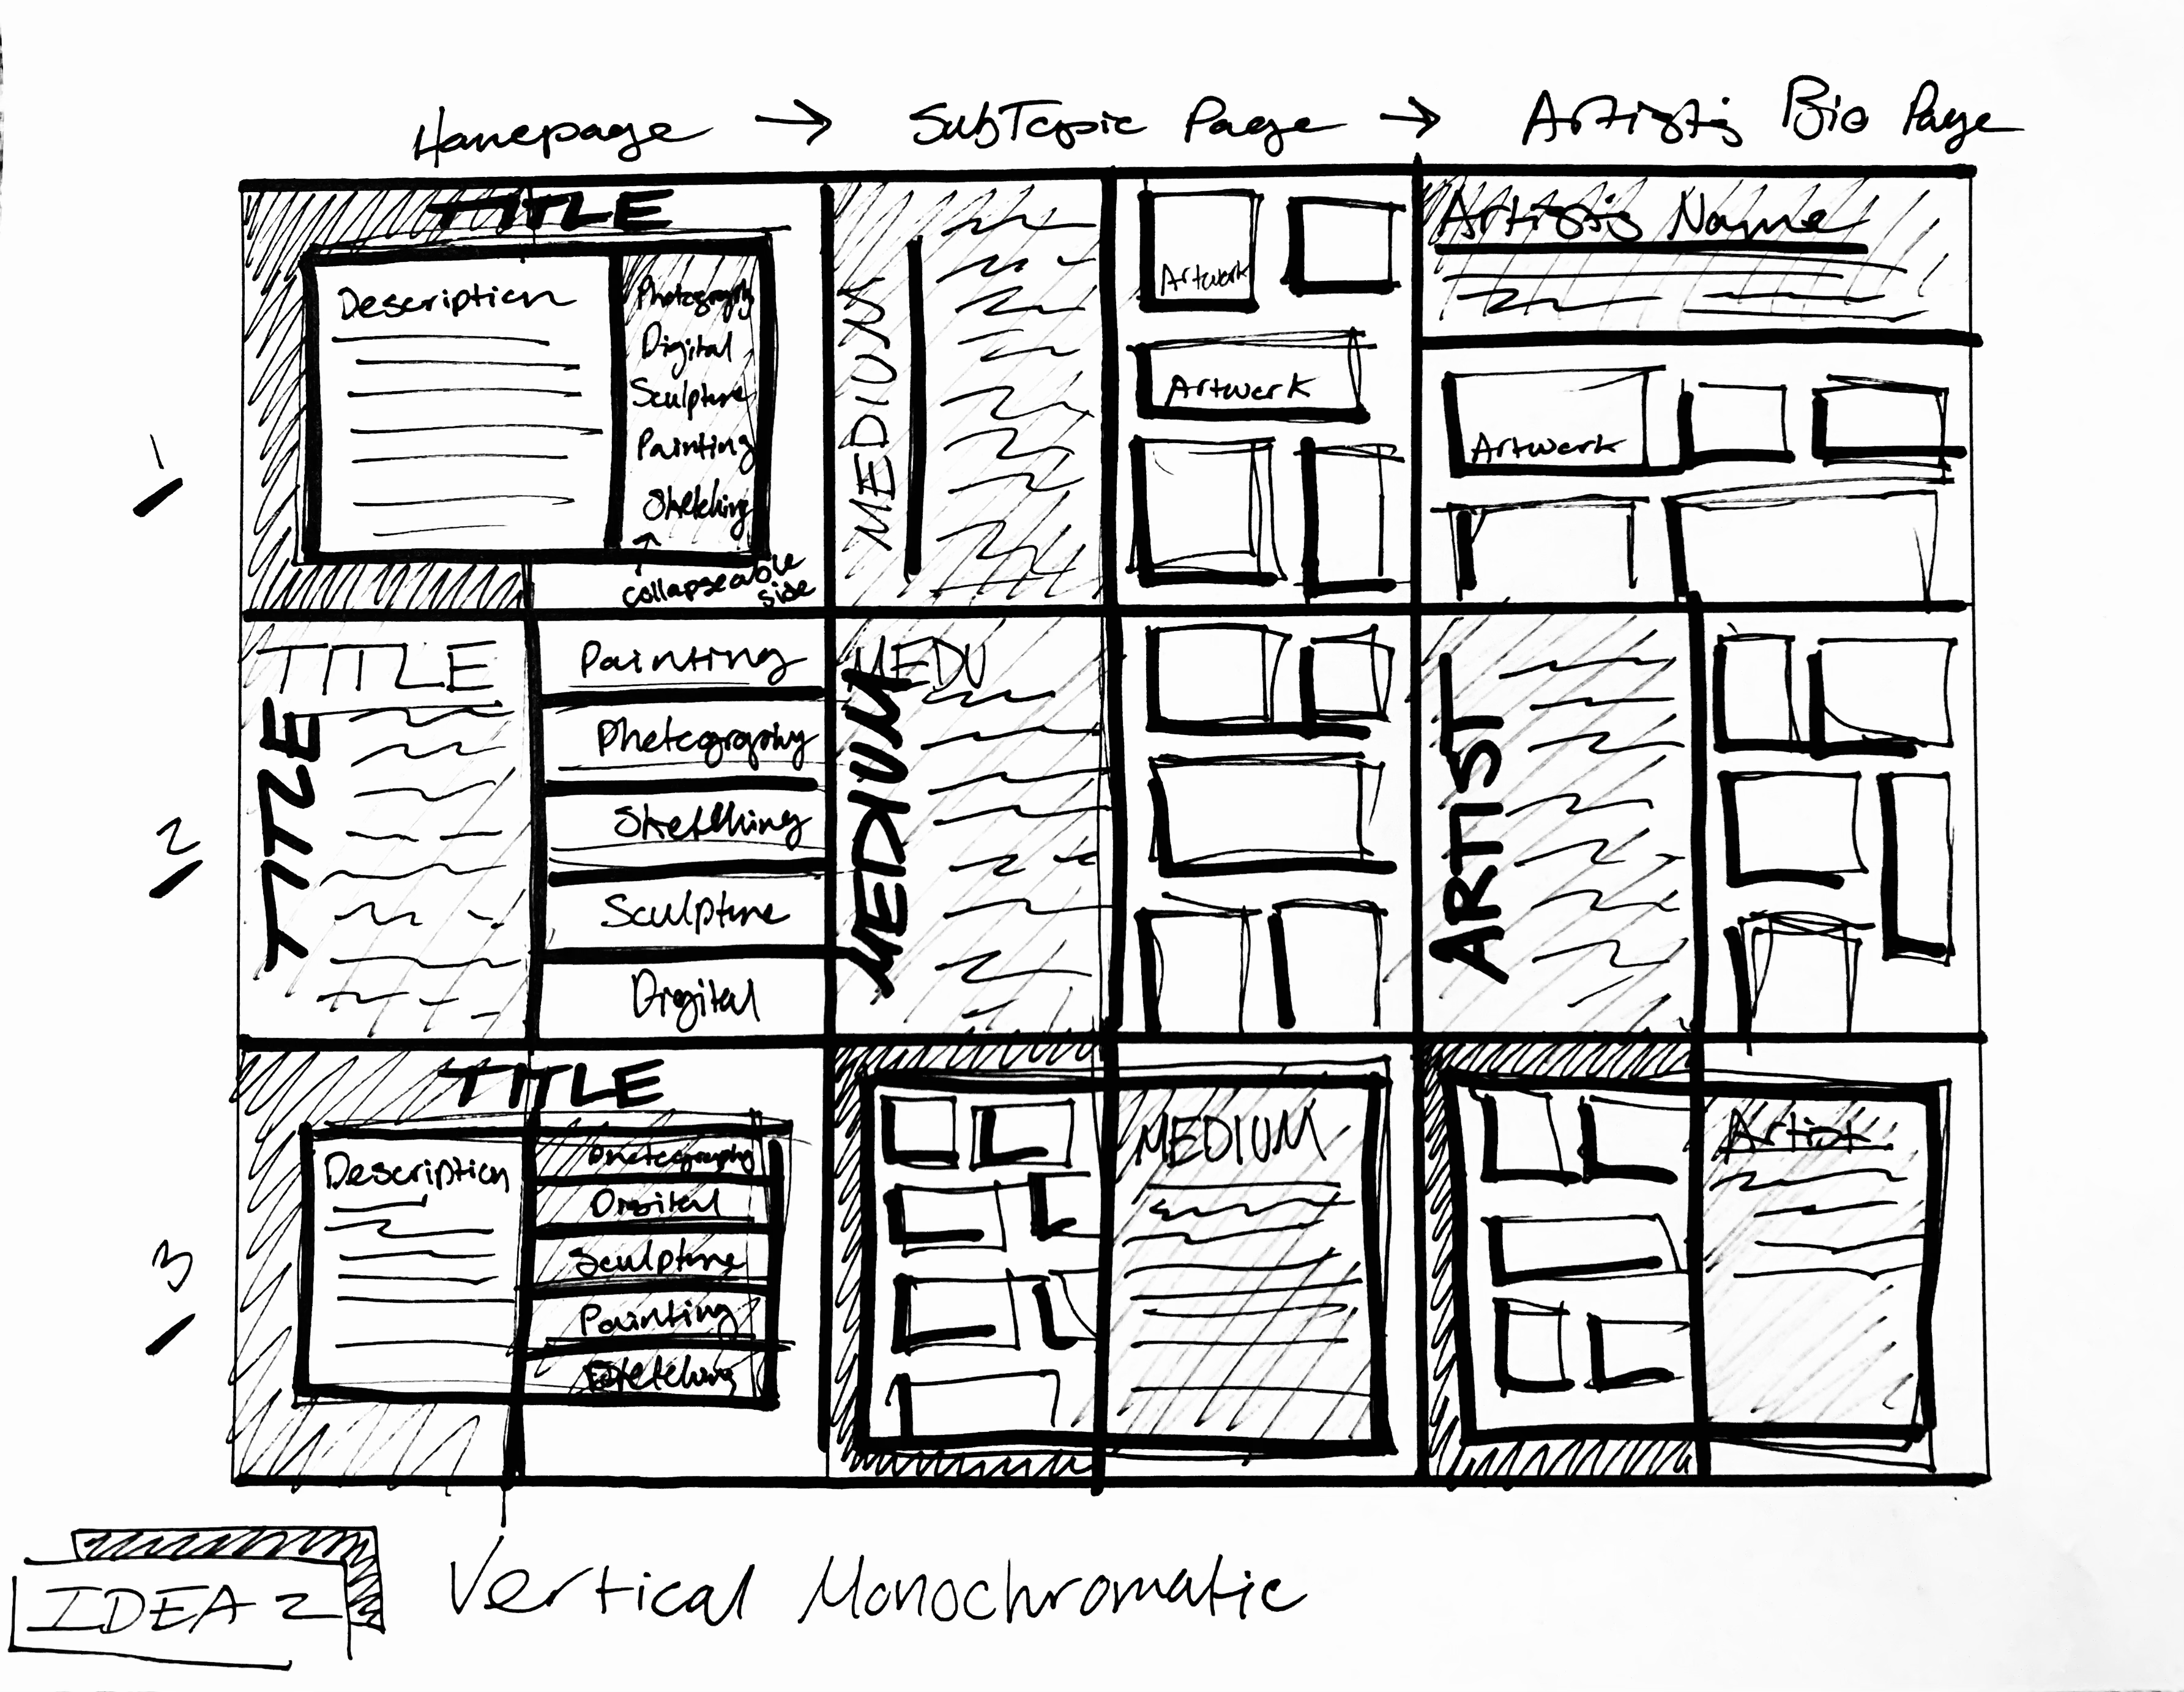 Homepage → SubTopic Page → Artist's Bio Page
1
TITLE
Description
Photography
Digital
Sculpture
Painting
Sketching
collapseable
side
MEDIUM
Artwork
Artwork
Artist's Name
Artwork
2
TITLE
TITLE
Painting
Photography
Sketching
Sculpture
Digital
MEDU
MEDIUM
ARTIST
3
TITLE
Description
Photography
Digital
Sculpture
Painting
Sketching
MEDIUM
Artist
IDEA 2
Vertical Monochromatic